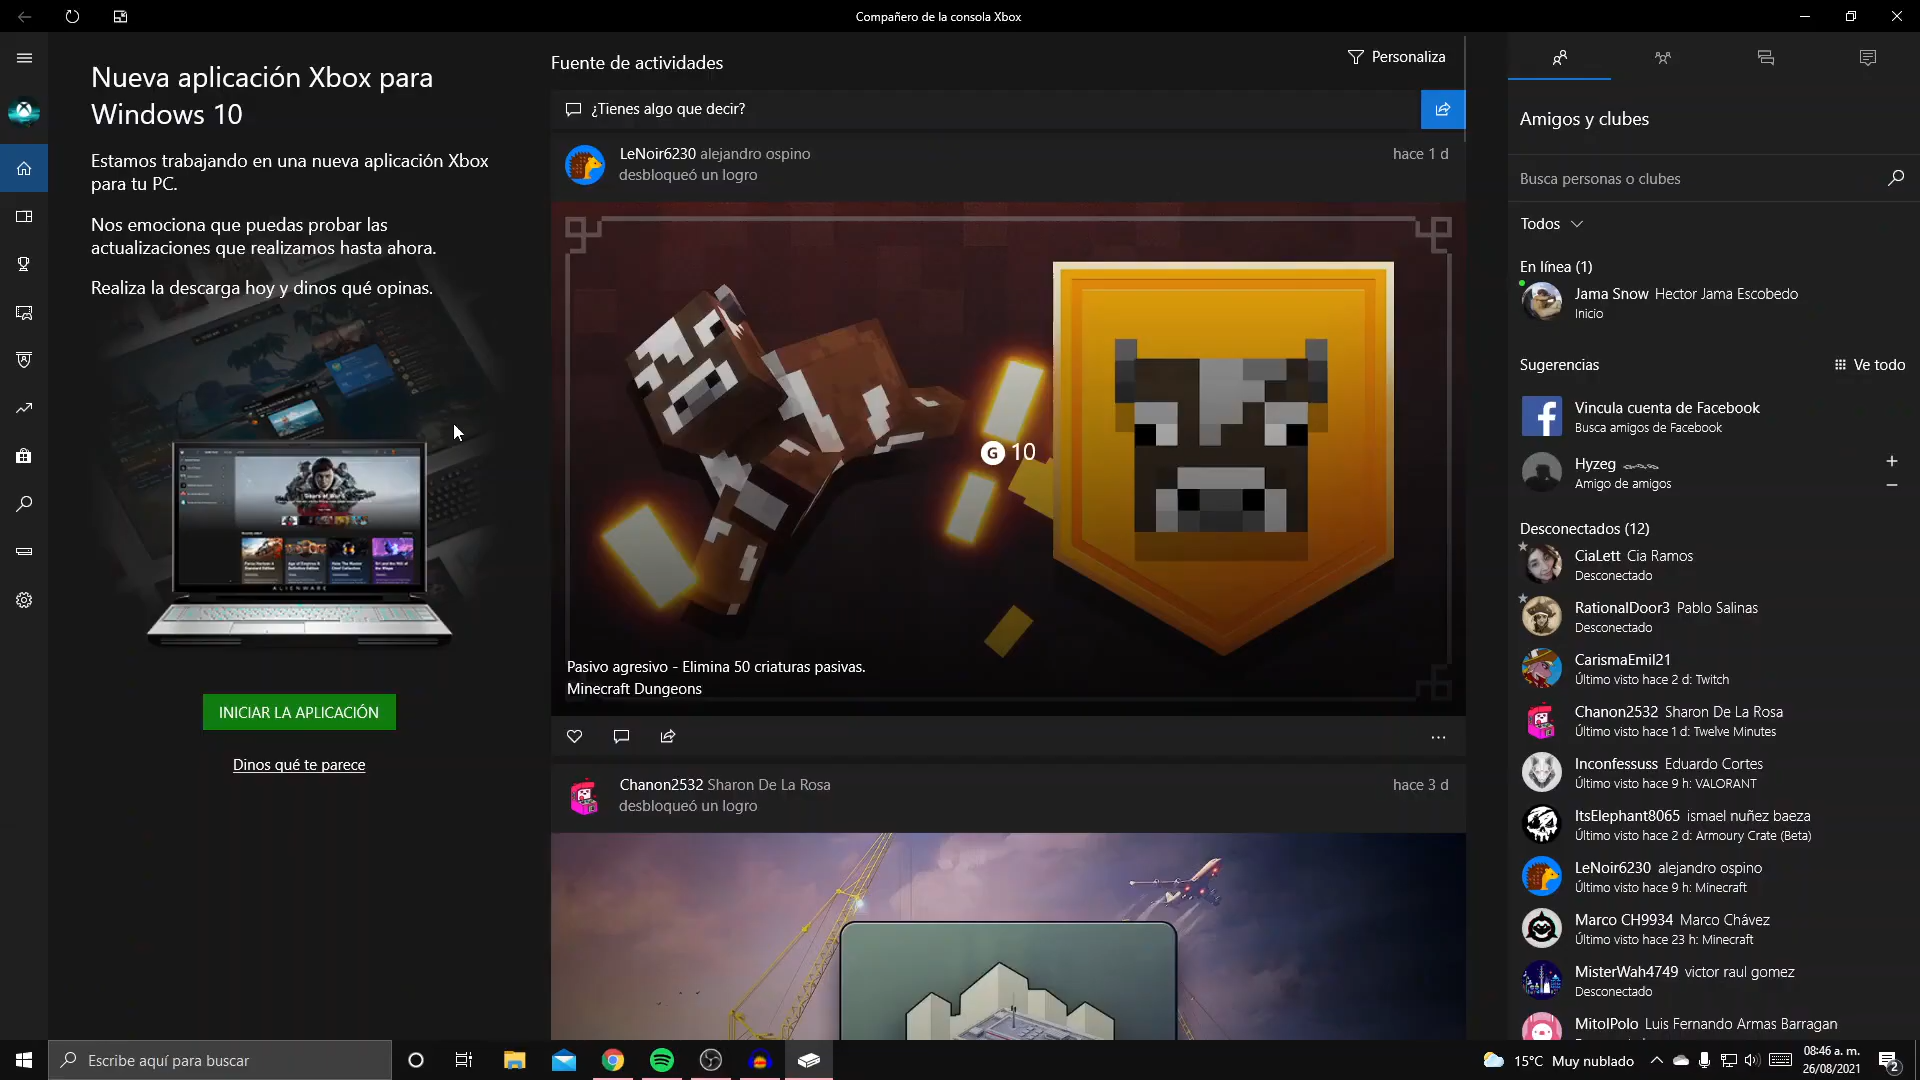 Compañero de la consola Xbox
Nueva aplicación Xbox para
Windows 10
Estamos trabajando en una nueva aplicación Xbox
para tu PC.
Nos emociona que puedas probar las
actualizaciones que realizamos hasta ahora.
Realiza la descarga hoy y dinos qué opinas.
ALIENWARE
INICIAR LA APLICACIÓN
Dinos qué te parece
Fuente de actividades
Personaliza
¿Tienes algo que decir?
LeNoir6230 alejandro ospino
hace 1 d
desbloqueó un logro
G 10
Pasivo agresivo - Elimina 50 criaturas pasivas.
Minecraft Dungeons
Chanon2532 Sharon De La Rosa
hace 3 d
desbloqueó un logro
Amigos y clubes
Busca personas o clubes
Todos
En línea (1)
Jama Snow Hector Jama Escobedo
Inicio
Sugerencias
Ve todo
Vincula cuenta de Facebook
Busca amigos de Facebook
Hyzeg
Amigo de amigos
Desconectados (12)
CiaLett Cia Ramos
Desconectado
RationalDoor3 Pablo Salinas
Desconectado
CarismaEmil21
Último visto hace 2 d: Twitch
Chanon2532 Sharon De La Rosa
Último visto hace 1 d: Twelve Minutes
Inconfessuss Eduardo Cortes
Último visto hace 9 h: VALORANT
ItsElephant8065 ismael nuñez baeza
Último visto hace 2 d: Armoury Crate (Beta)
LeNoir6230 alejandro ospino
Último visto hace 9 h: Minecraft
Marco CH9934 Marco Chávez
Último visto hace 23 h: Minecraft
MisterWah4749 victor raul gomez
Desconectado
MitolPolo Luis Fernando Armas Barragan
Escribe aquí para buscar
15°C Muy nublado
08:46 a. m.
26/08/2021
2